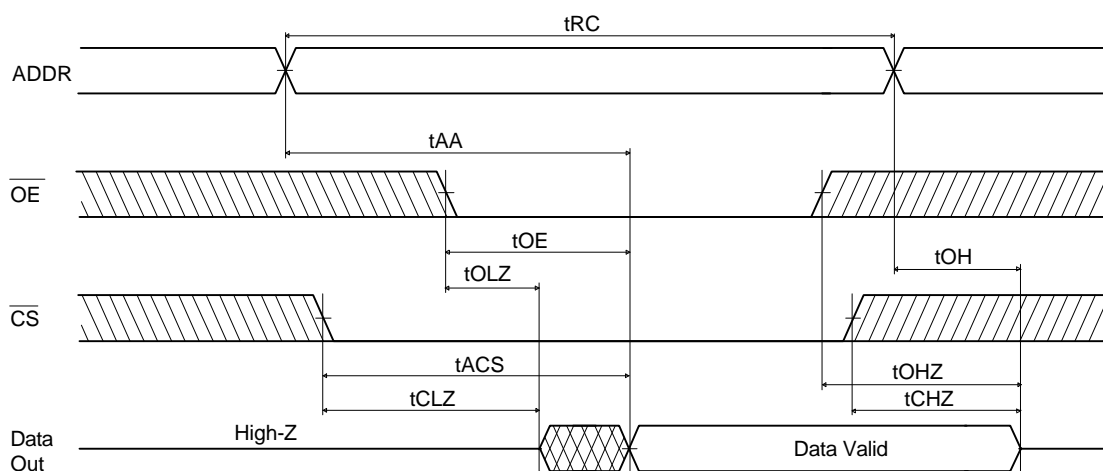 tRC
ADDR
tAA
OE
tOE
tOH
tOLZ
CS
tACS
tOHZ
tCLZ
tCHZ
High-Z
Data
Out
Data Valid